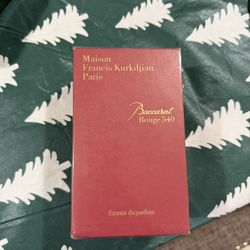 Maison
Francis Kurkdjian
Paris
Baccarat
Rouge 540
Extrait de parfum